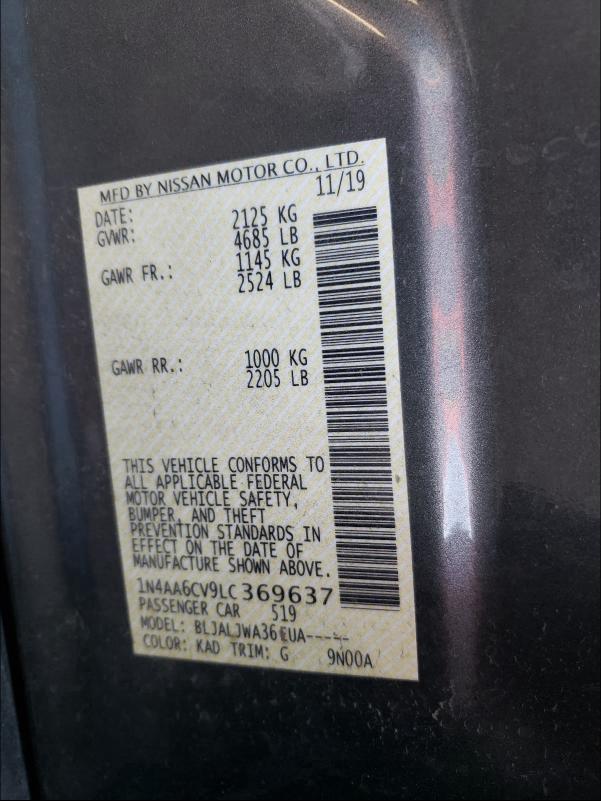 MFD BY NISSAN MOTOR CO., LTD.
DATE: 11/19
GVWR: 2125 KG
4685 LB
GAWR FR.: 1145 KG
2524 LB
GAWR RR.: 1000 KG
2205 LB
THIS VEHICLE CONFORMS TO
ALL APPLICABLE FEDERAL
MOTOR VEHICLE SAFETY,
BUMPER, AND THEFT
PREVENTION STANDARDS IN
EFFECT ON THE DATE OF
MANUFACTURE SHOWN ABOVE.
1N4AA6CV9LC369637
PASSENGER CAR 519
MODEL: BLJALJWA36EUA-----
COLOR: KAD TRIM: G 9N00A